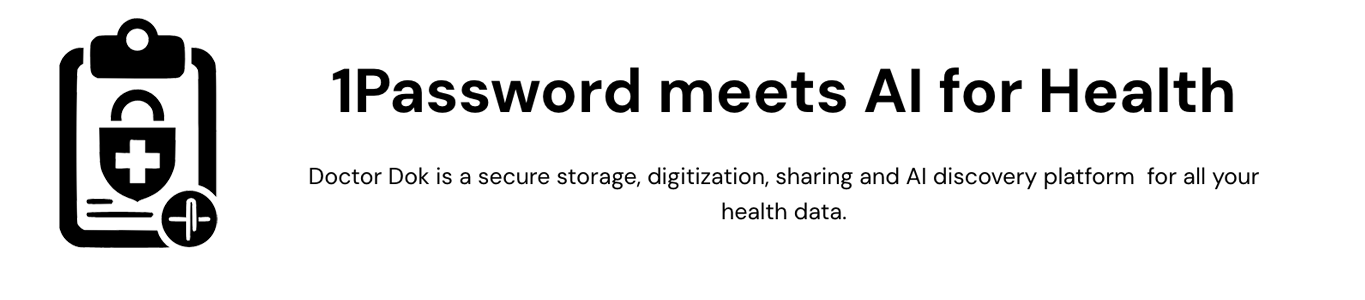 1Password meets AI for Health
Doctor Dok is a secure storage, digitization, sharing and AI discovery platform  for all your
health data.